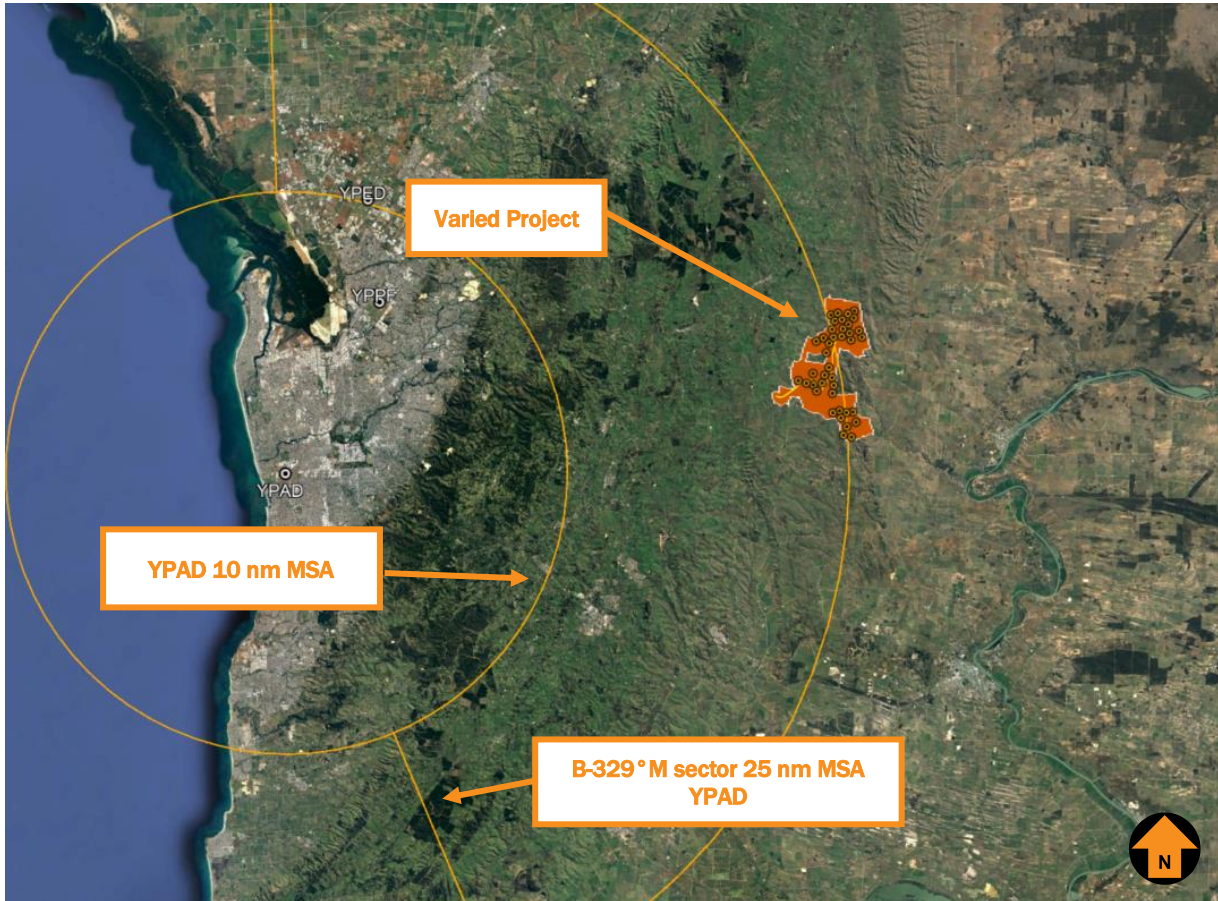 YPED
Varied Project
YPPF
YPAD
YPAD 10 nm MSA
B-329°M sector 25 nm MSA
YPAD
N